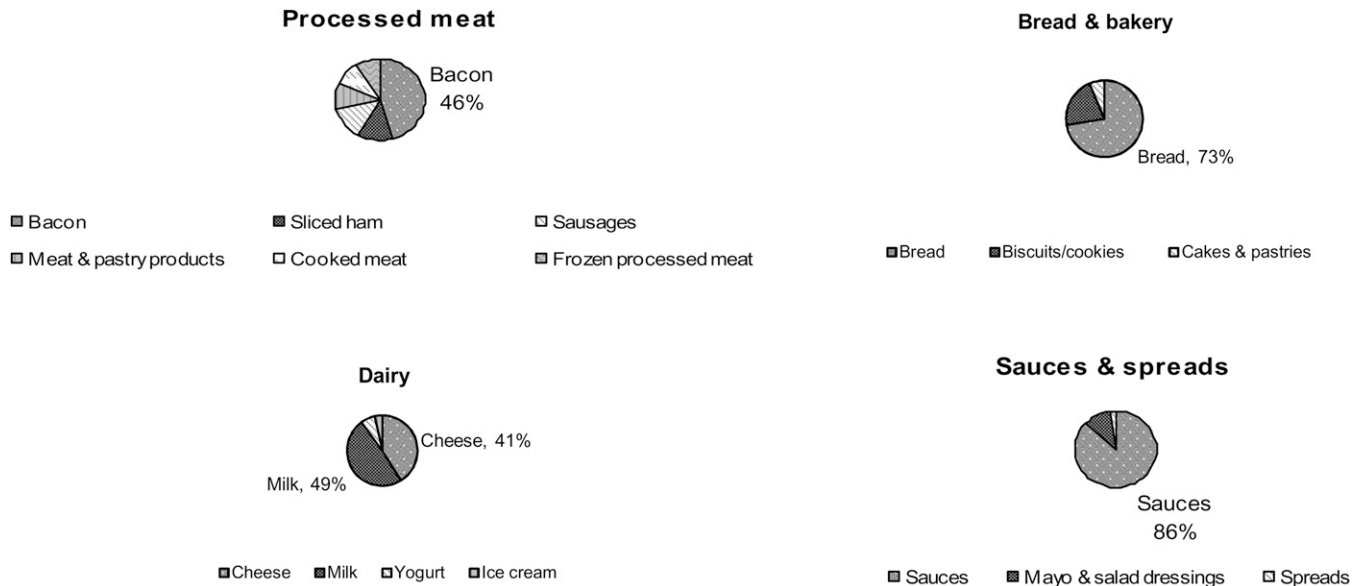 Processed meat
Bacon
46%
Bacon
Sliced ham
Sausages
Meat & pastry products
Cooked meat
Frozen processed meat
Bread & bakery
Bread, 73%
Bread
Biscuits/cookies
Cakes & pastries
Dairy
Cheese, 41%
Milk, 49%
Cheese
Milk
Yogurt
Ice cream
Sauces & spreads
Sauces
86%
Sauces
Mayo & salad dressings
Spreads